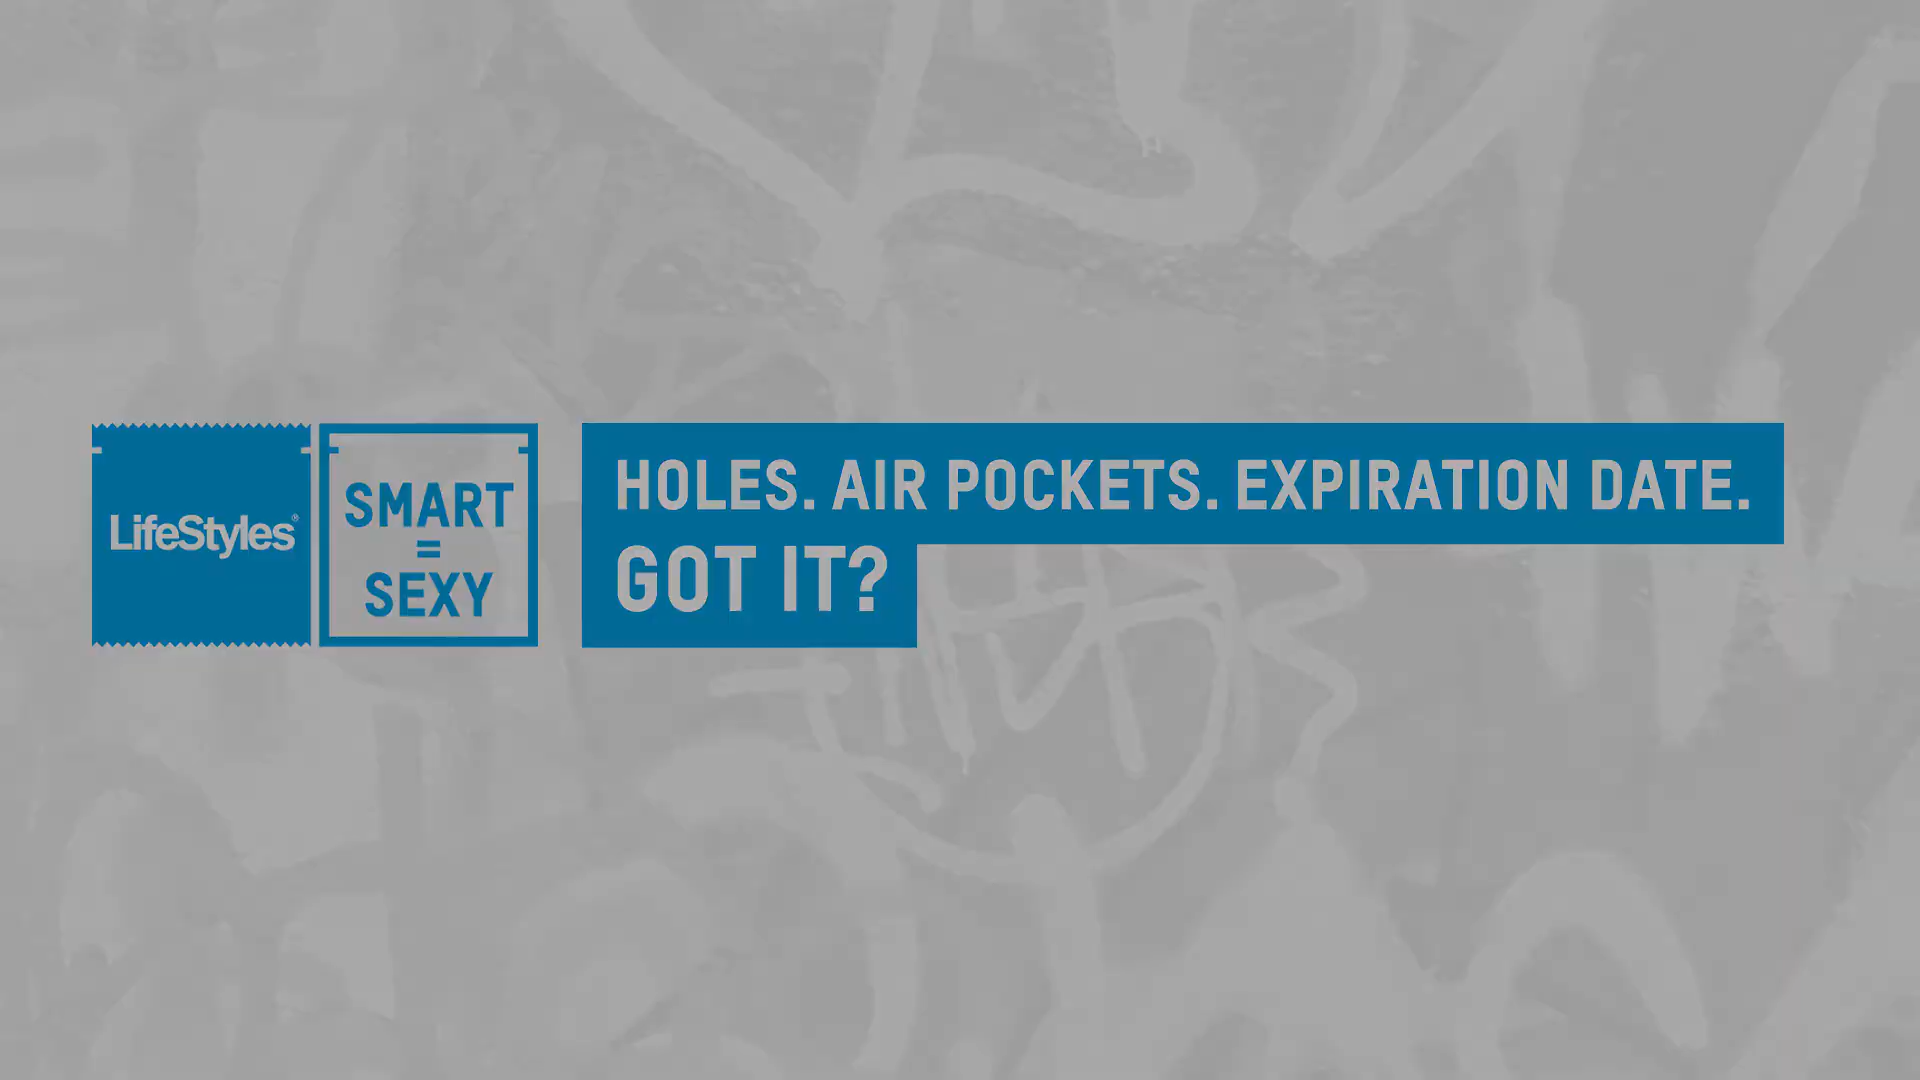 LifeStyles®
SMART
=
SEXY
HOLES. AIR POCKETS. EXPIRATION DATE.
GOT IT?